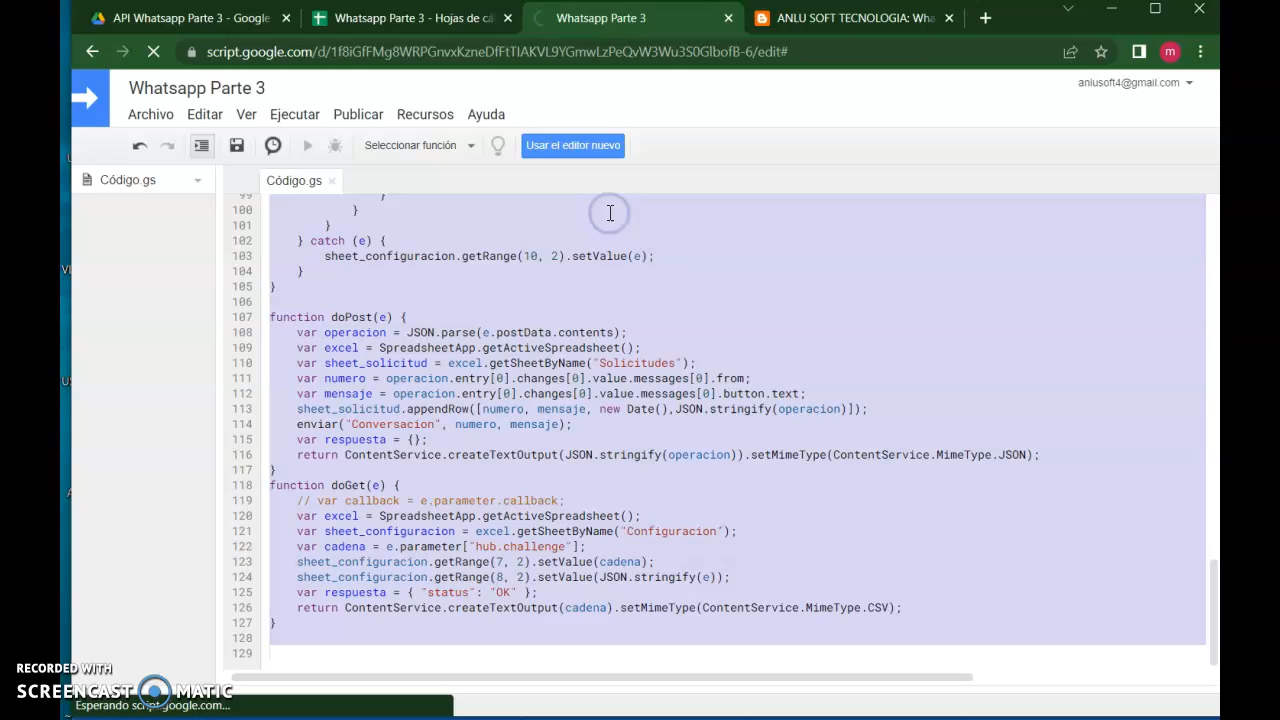 API Whatsapp Parte 3 - Google
Whatsapp Parte 3 - Hojas de cá
Whatsapp Parte 3
ANLU SOFT TECNOLOGIA: Wha
script.google.com/d/1f8iGfFMg8WRPGnvxKzneDfFtTIAKVL9YGmwLzPeQvW3Wu3S0GlbofB-6/edit#
m
Whatsapp Parte 3
anlusoft4@gmail.com
Archivo Editar Ver Ejecutar Publicar Recursos Ayuda
Seleccionar función
Usar el editor nuevo
Código.gs
Código.gs
99 }
100 }
101 }
102 } catch (e) {
103 sheet_configuracion.getRange(10, 2).setValue(e);
104 }
105 }
106
107 function doPost(e) {
108 var operacion = JSON.parse(e.postData.contents);
109 var excel = SpreadsheetApp.getActiveSpreadsheet();
110 var sheet_solicitud = excel.getSheetByName("Solicitudes");
111 var numero = operacion.entry[0].changes[0].value.messages[0].from;
112 var mensaje = operacion.entry[0].changes[0].value.messages[0].button.text;
113 sheet_solicitud.appendRow([numero, mensaje, new Date(),JSON.stringify(operacion)]);
114 enviar("Conversacion", numero, mensaje);
115 var respuesta = {};
116 return ContentService.createTextOutput(JSON.stringify(operacion)).setMimeType(ContentService.MimeType.JSON);
117 }
118 function doGet(e) {
119 // var callback = e.parameter.callback;
120 var excel = SpreadsheetApp.getActiveSpreadsheet();
121 var sheet_configuracion = excel.getSheetByName("Configuracion");
122 var cadena = e.parameter["hub.challenge"];
123 sheet_configuracion.getRange(7, 2).setValue(cadena);
124 sheet_configuracion.getRange(8, 2).setValue(JSON.stringify(e));
125 var respuesta = { "status": "OK" };
126 return ContentService.createTextOutput(cadena).setMimeType(ContentService.MimeType.CSV);
127 }
128
129
RECORDED WITH
SCREENCAST MATIC
Esperando script.google.com...